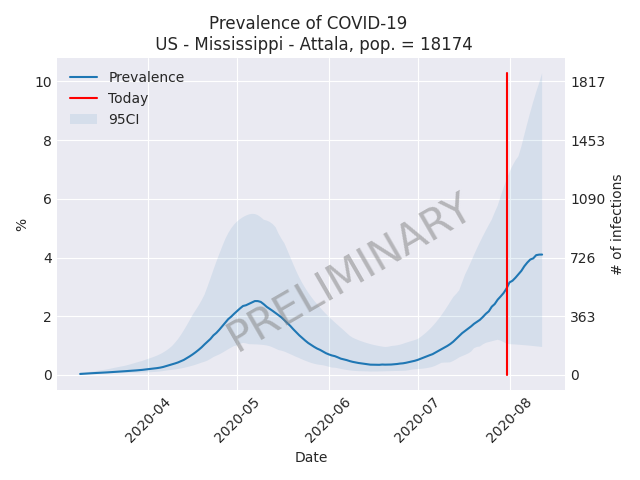 Prevalence of COVID-19
US - Mississippi - Attala, pop. = 18174
Prevalence
Today
95CI
10
8
6
4
2
0
%
1817
1453
1090
726
363
0
# of infections
PRELIMINARY
2020-04
2020-05
2020-06
2020-07
2020-08
Date